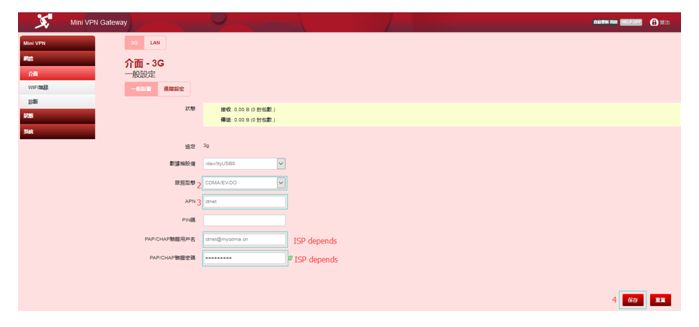 Mini VPN Gateway
登出
Mini VPN
網路
介面
WIFI無線
診斷
狀態
系統
3G
LAN
介面 - 3G
一般設定
一般設置
進階設定
狀態
接收: 0.00 B (0 封包數.)
傳送: 0.00 B (0 封包數.)
協定
3g
數據機設備
/dev/ttyUSB0
服務型態
2
CDMA/EV-DO
APN
3
ctnet
PIN碼
PAP/CHAP驗證用戶名
ctnet@mycdma.cn
ISP depends
PAP/CHAP驗證密碼
•••••••••
ISP depends
4
保存
重置